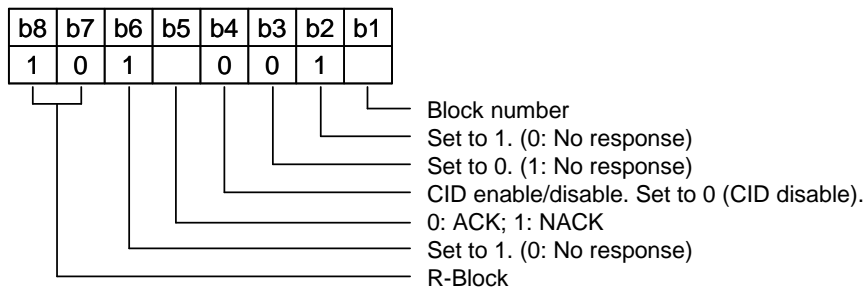 b8 b7 b6 b5 b4 b3 b2 b1
1 0 1 0 0 1
Block number
Set to 1. (0: No response)
Set to 0. (1: No response)
CID enable/disable. Set to 0 (CID disable).
0: ACK; 1: NACK
Set to 1. (0: No response)
R-Block